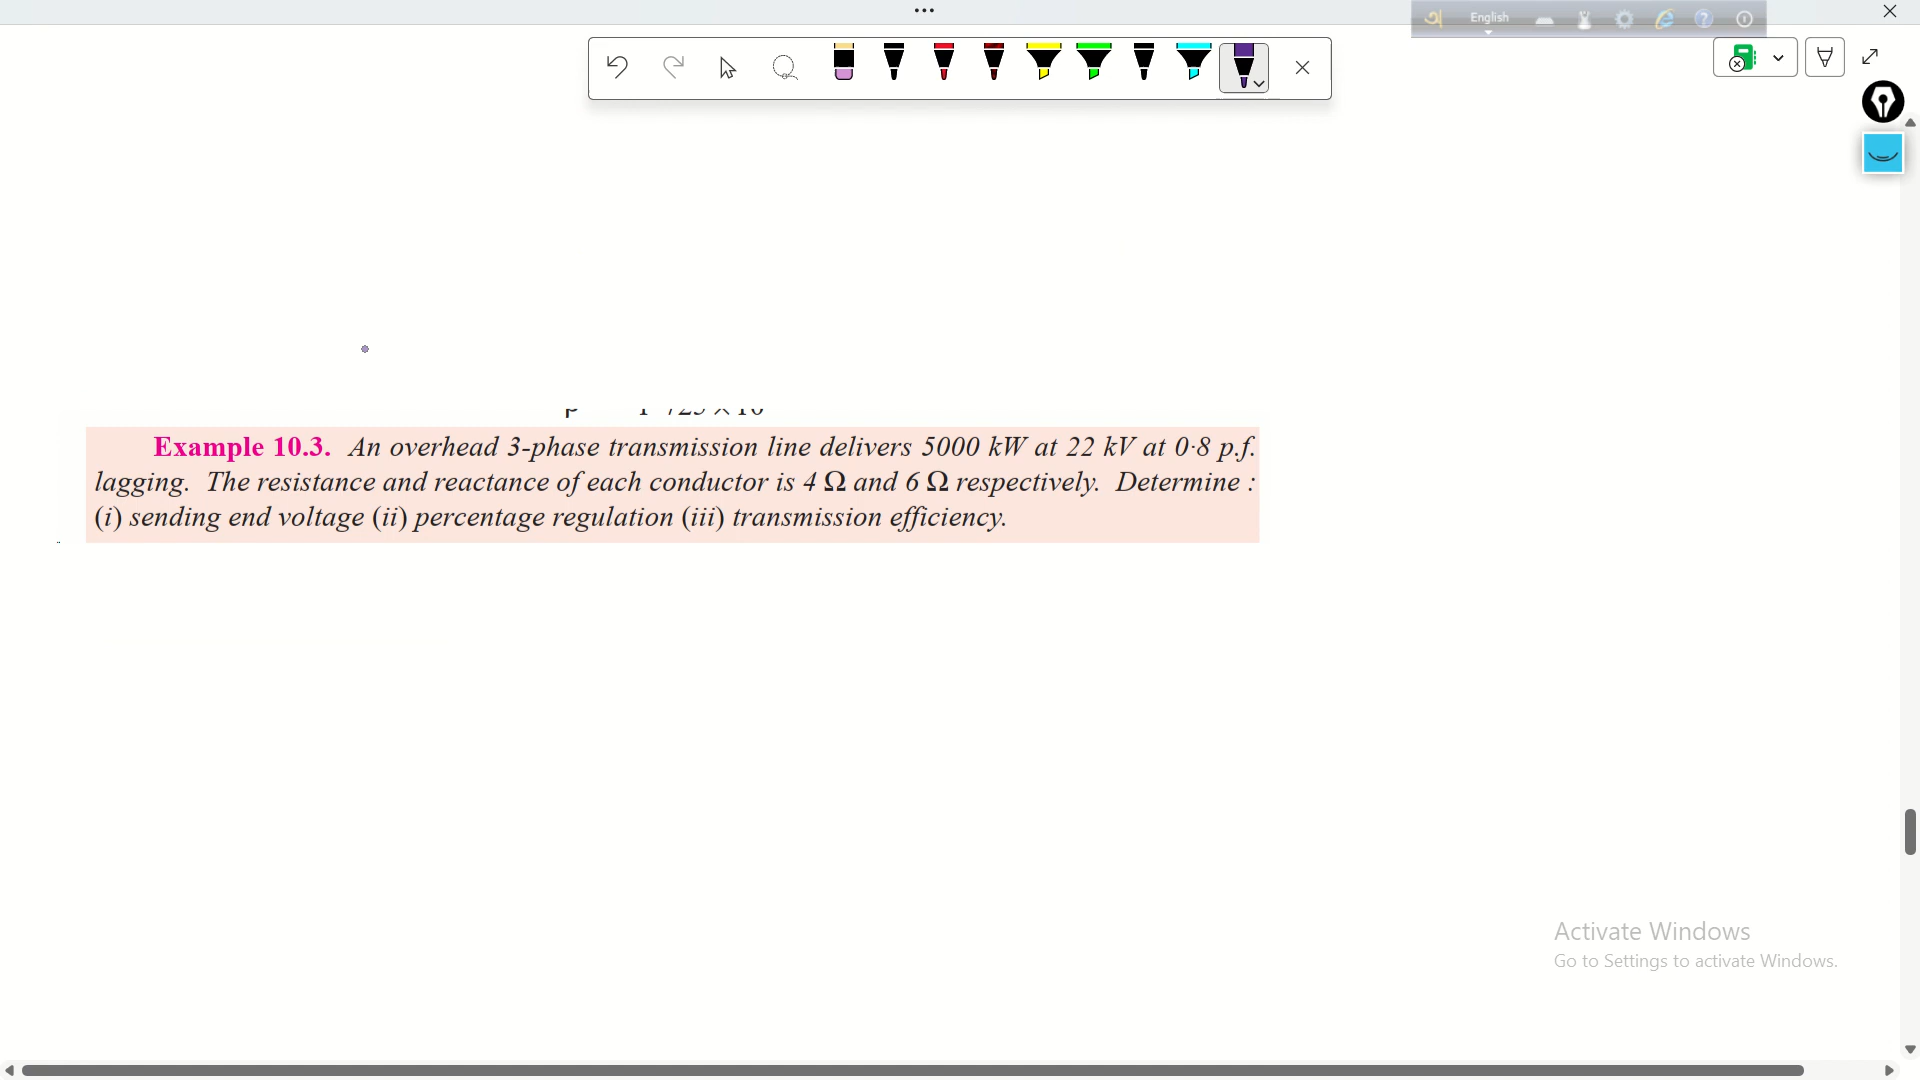 অ English
Example 10.3. An overhead 3-phase transmission line delivers 5000 kW at 22 kV at 0·8 p.f.
lagging. The resistance and reactance of each conductor is 4 Ω and 6 Ω respectively. Determine :
(i) sending end voltage (ii) percentage regulation (iii) transmission efficiency.
Activate Windows
Go to Settings to activate Windows.